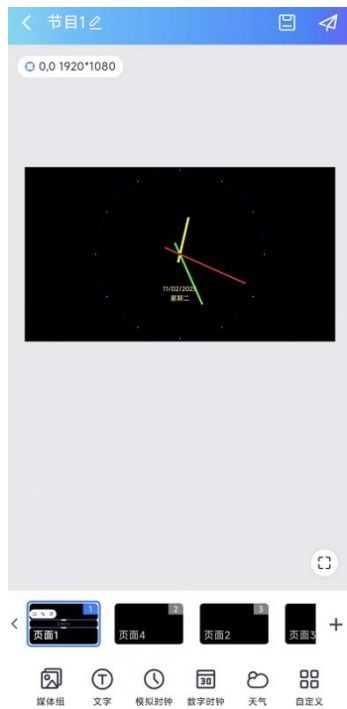 节目1
0,0 1920*1080
11/02/2025
星期二
1
2
3
页面1
页面4
页面2
页面3
30
媒体组
文字
模拟时钟
数字时钟
天气
自定义